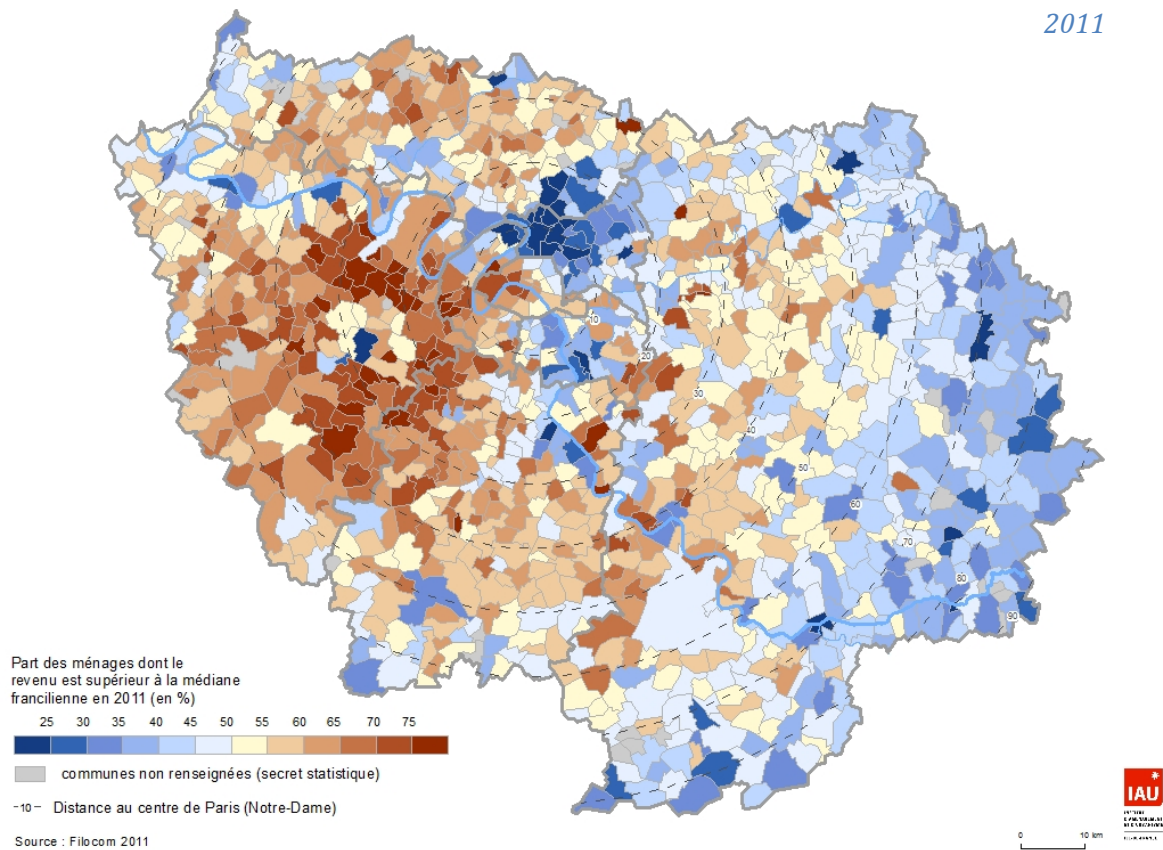 2011
10
20
30
40
50
60
70
80
90
Part des ménages dont le
revenu est supérieur à la médiane
francilienne en 2011 (en %)
25 30 35 40 45 50 55 60 65 70 75
communes non renseignées (secret statistique)
-10- Distance au centre de Paris (Notre-Dame)
Source : Filocom 2011
0 10 km
IAU